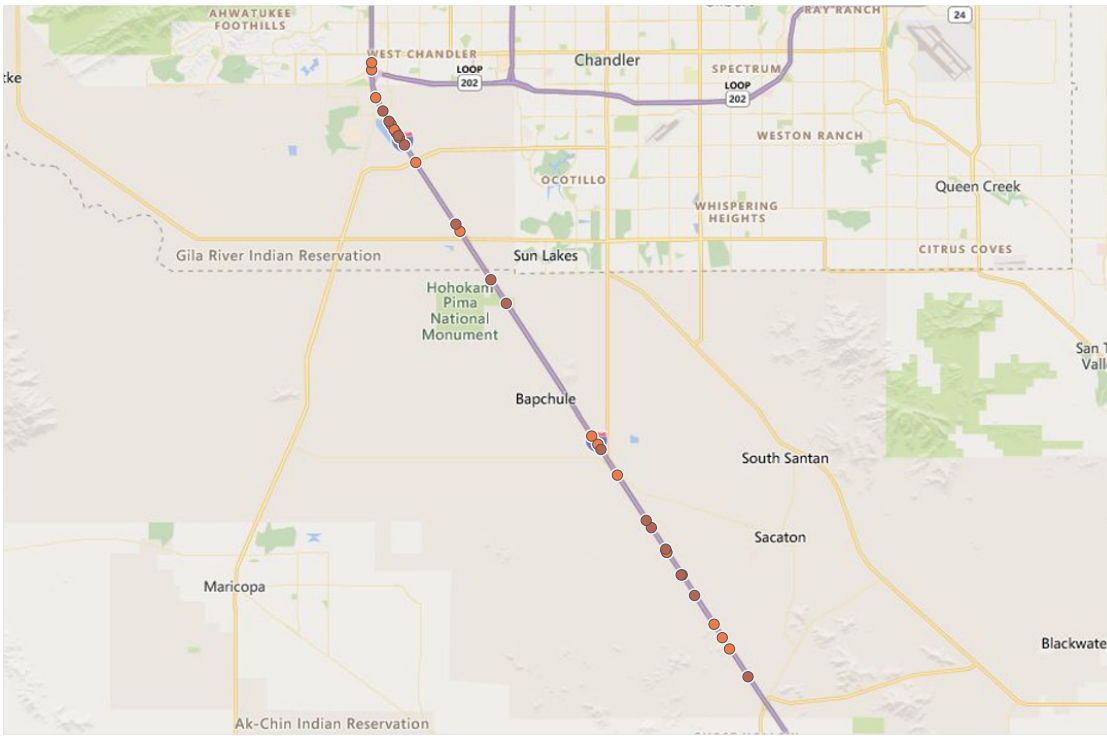 AHWATUKEE
FOOTHILLS
RAY RANCH
24
WEST CHANDLER
Chandler
LOOP
202
SPECTRUM
LOOP
202
WESTON RANCH
OCOTILLO
Queen Creek
WHISPERING
HEIGHTS
CITRUS COVES
Gila River Indian Reservation
Sun Lakes
Hohokam
Pima
National
Monument
San T
Vall
Bapchule
South Santan
Sacaton
Maricopa
Blackwate
Ak-Chin Indian Reservation